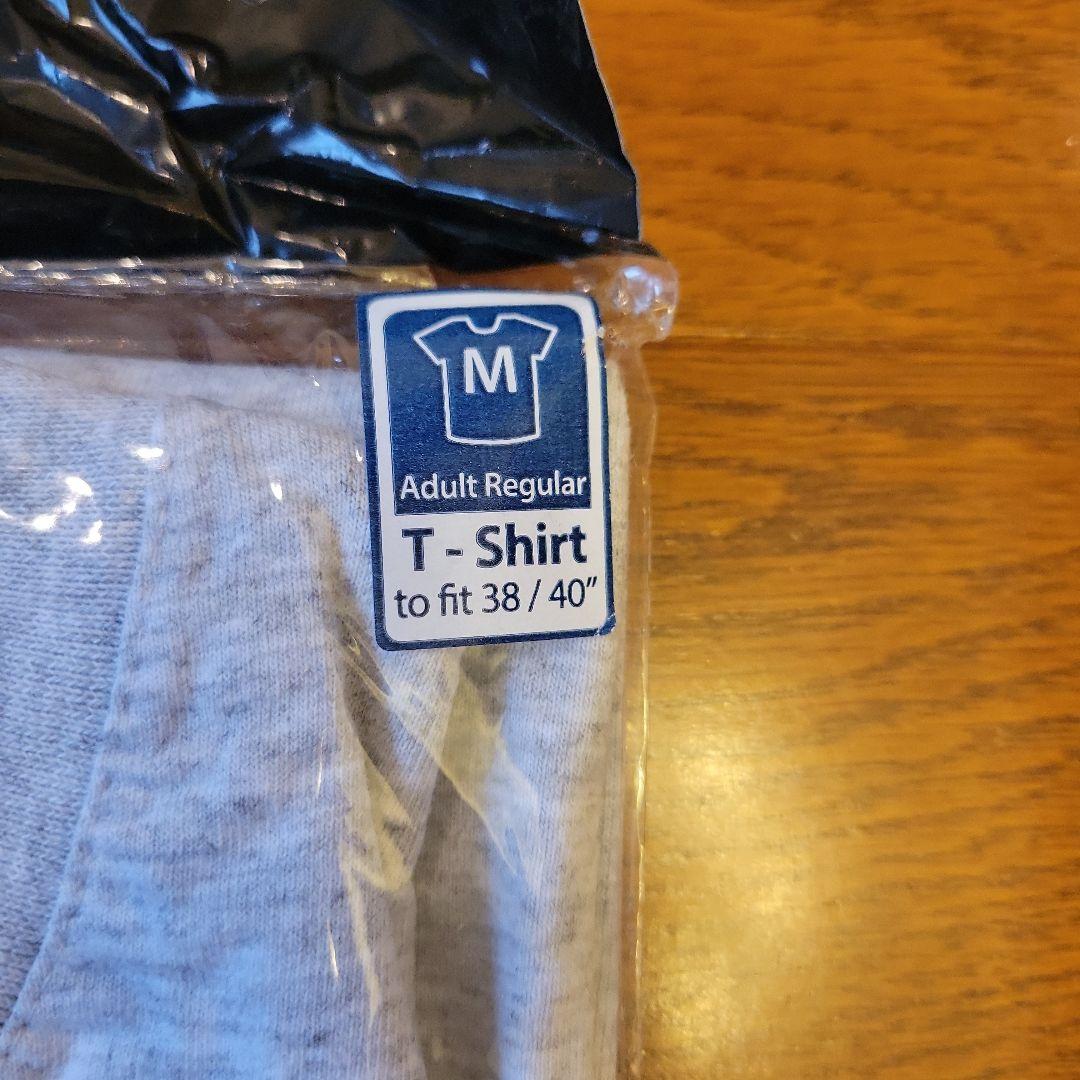 M
Adult Regular
T - Shirt
to fit 38 / 40”